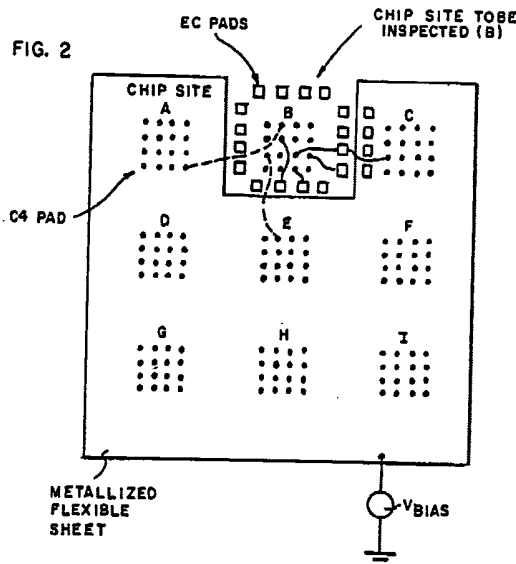 FIG. 2
EC PADS
CHIP SITE TOBE
INSPECTED (B)
CHIP SITE
A
B
C
C4 PAD
D
E
F
G
H
I
METALLIZED
FLEXIBLE
SHEET
VBIAS